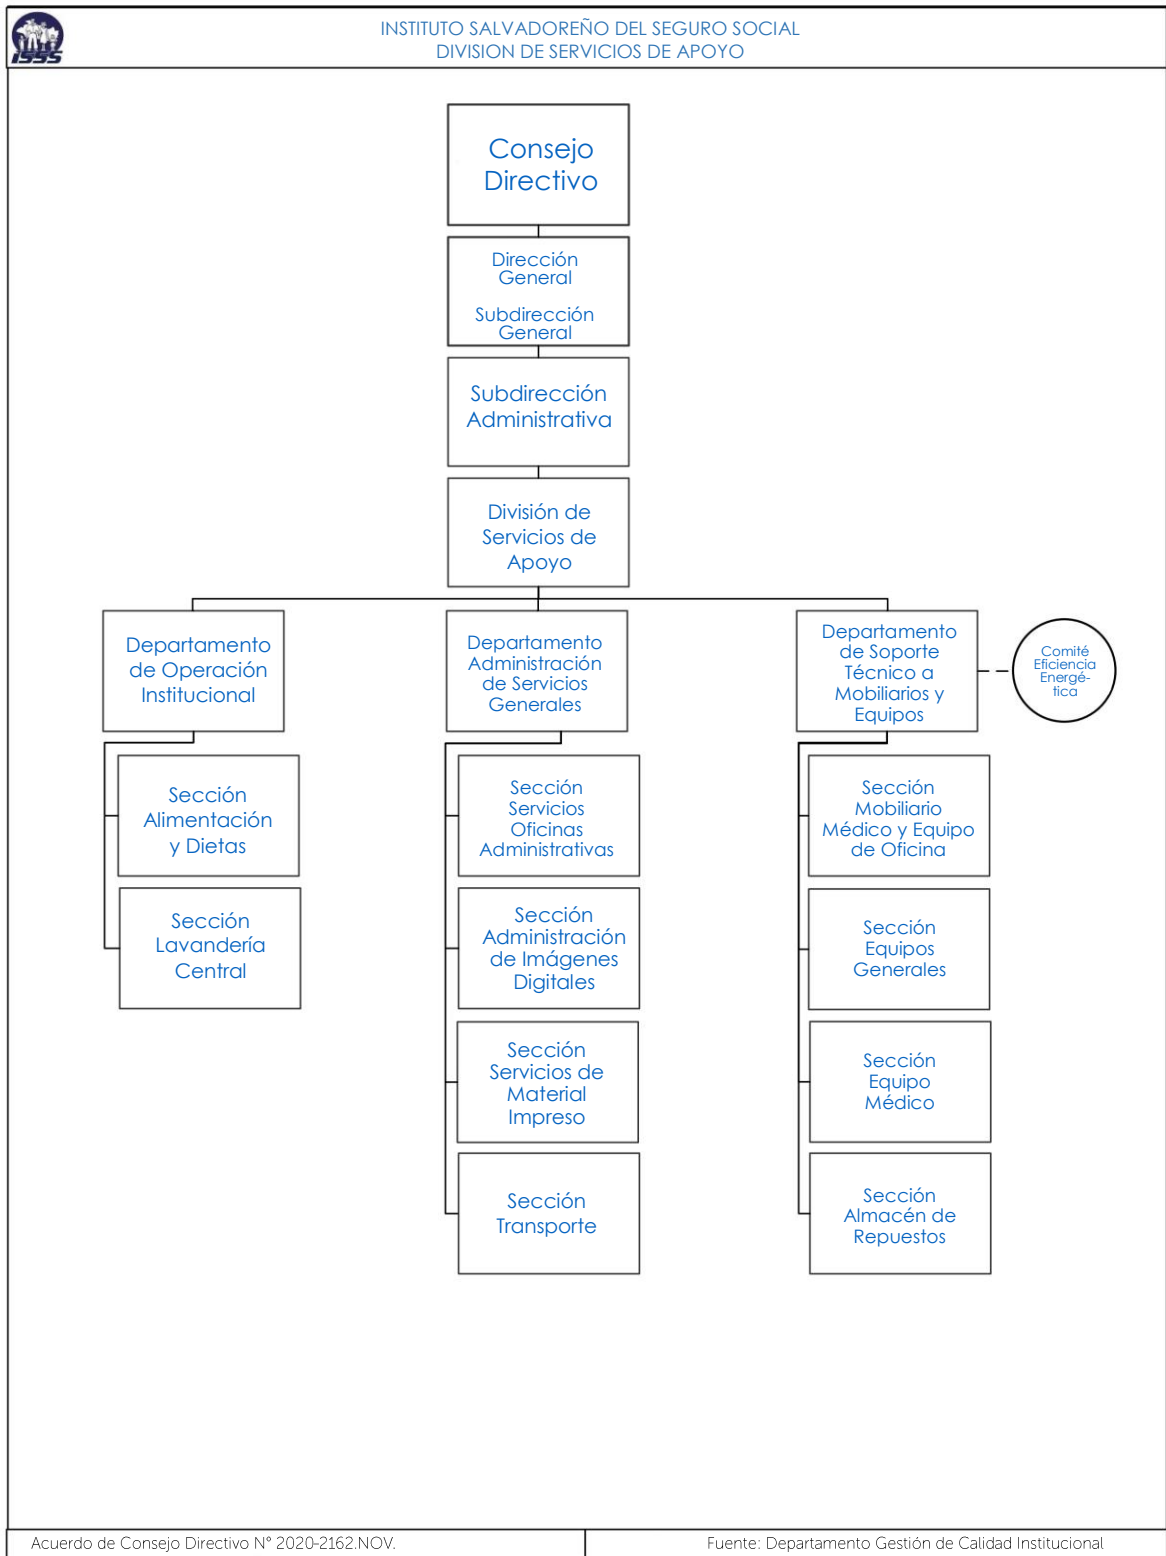 ISSS
INSTITUTO SALVADOREÑO DEL SEGURO SOCIAL
DIVISION DE SERVICIOS DE APOYO
Consejo
Directivo
Dirección
General
Subdirección
General
Subdirección
Administrativa
División de
Servicios de
Apoyo
Departamento
de Operación
Institucional
Departamento
Administración
de Servicios
Generales
Departamento
de Soporte
Técnico a
Mobiliarios y
Equipos
Comité
Eficiencia
Energé-
tica
Sección
Alimentación
y Dietas
Sección
Lavandería
Central
Sección
Servicios
Oficinas
Administrativas
Sección
Administración
de Imágenes
Digitales
Sección
Servicios de
Material
Impreso
Sección
Transporte
Sección
Mobiliario
Médico y Equipo
de Oficina
Sección
Equipos
Generales
Sección
Equipo
Médico
Sección
Almacén de
Repuestos
Acuerdo de Consejo Directivo N° 2020-2162.NOV.
Fuente: Departamento Gestión de Calidad Institucional